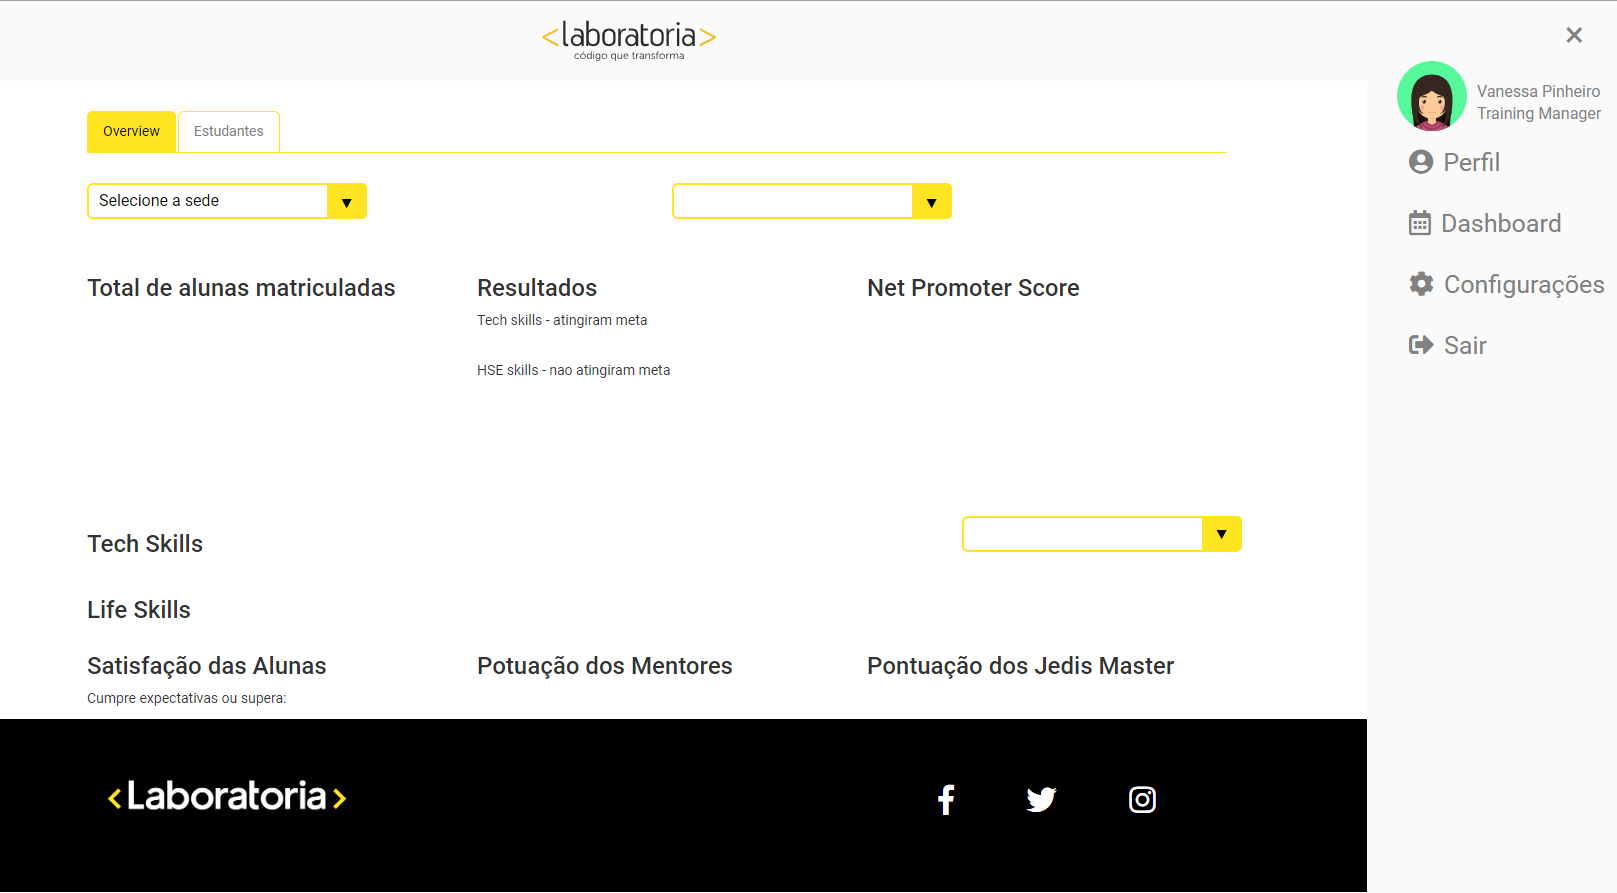 <laboratoria>
código que transforma
Vanessa Pinheiro
Training Manager
Perfil
Dashboard
Configurações
Sair
Overview
Estudantes
Selecione a sede
Total de alunas matriculadas
Resultados
Net Promoter Score
Tech skills - atingiram meta
HSE skills - nao atingiram meta
Tech Skills
Life Skills
Satisfação das Alunas
Potuação dos Mentores
Pontuação dos Jedis Master
Cumpre expectativas ou supera:
<Laboratoria>